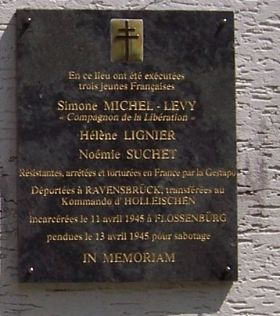 En ce lieu ont été exécutées
trois jeunes Françaises
Simone MICHEL - LEVY
« Compagnon de la Libération »
Hélène LIGNIER
Noémie SUCHET
Résistantes, arrêtées et torturées en France par la Gestapo
Déportées à RAVENSBRÜCK, transférées au
Kommando d'HOLLEISCHEN
incarcérées le 11 avril 1945 à FLOSSENBÜRG
pendues le 13 avril 1945 pour sabotage
IN MEMORIAM